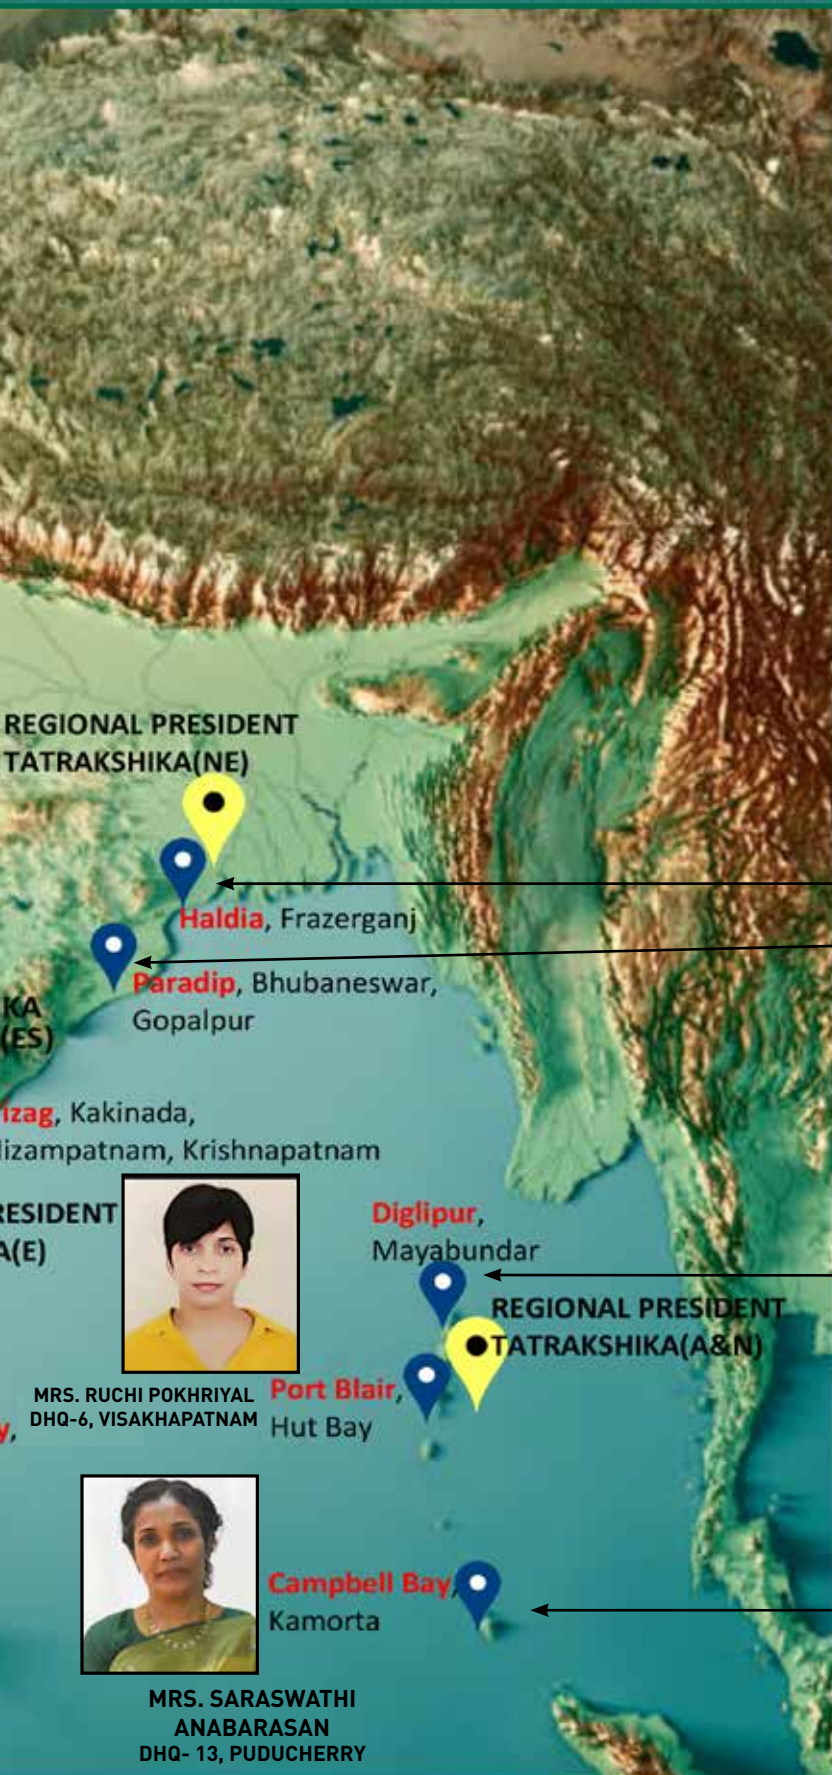 REGIONAL PRESIDENT
TATRAKSHIKA(NE)
Haldia, Frazerganj
Paradip, Bhubaneswar,
Gopalpur
KA
(ES)
izag, Kakinada,
lizampatnam, Krishnapatnam
RESIDENT
A(E)
Diglipur,
Mayabundar
REGIONAL PRESIDENT
TATRAKSHIKA(A&N)
MRS. RUCHI POKHRIYAL
DHQ-6, VISAKHAPATNAM
Port Blair,
Hut Bay
y,
Campbell Bay,
Kamorta
MRS. SARASWATHI
ANABARASAN
DHQ- 13, PUDUCHERRY